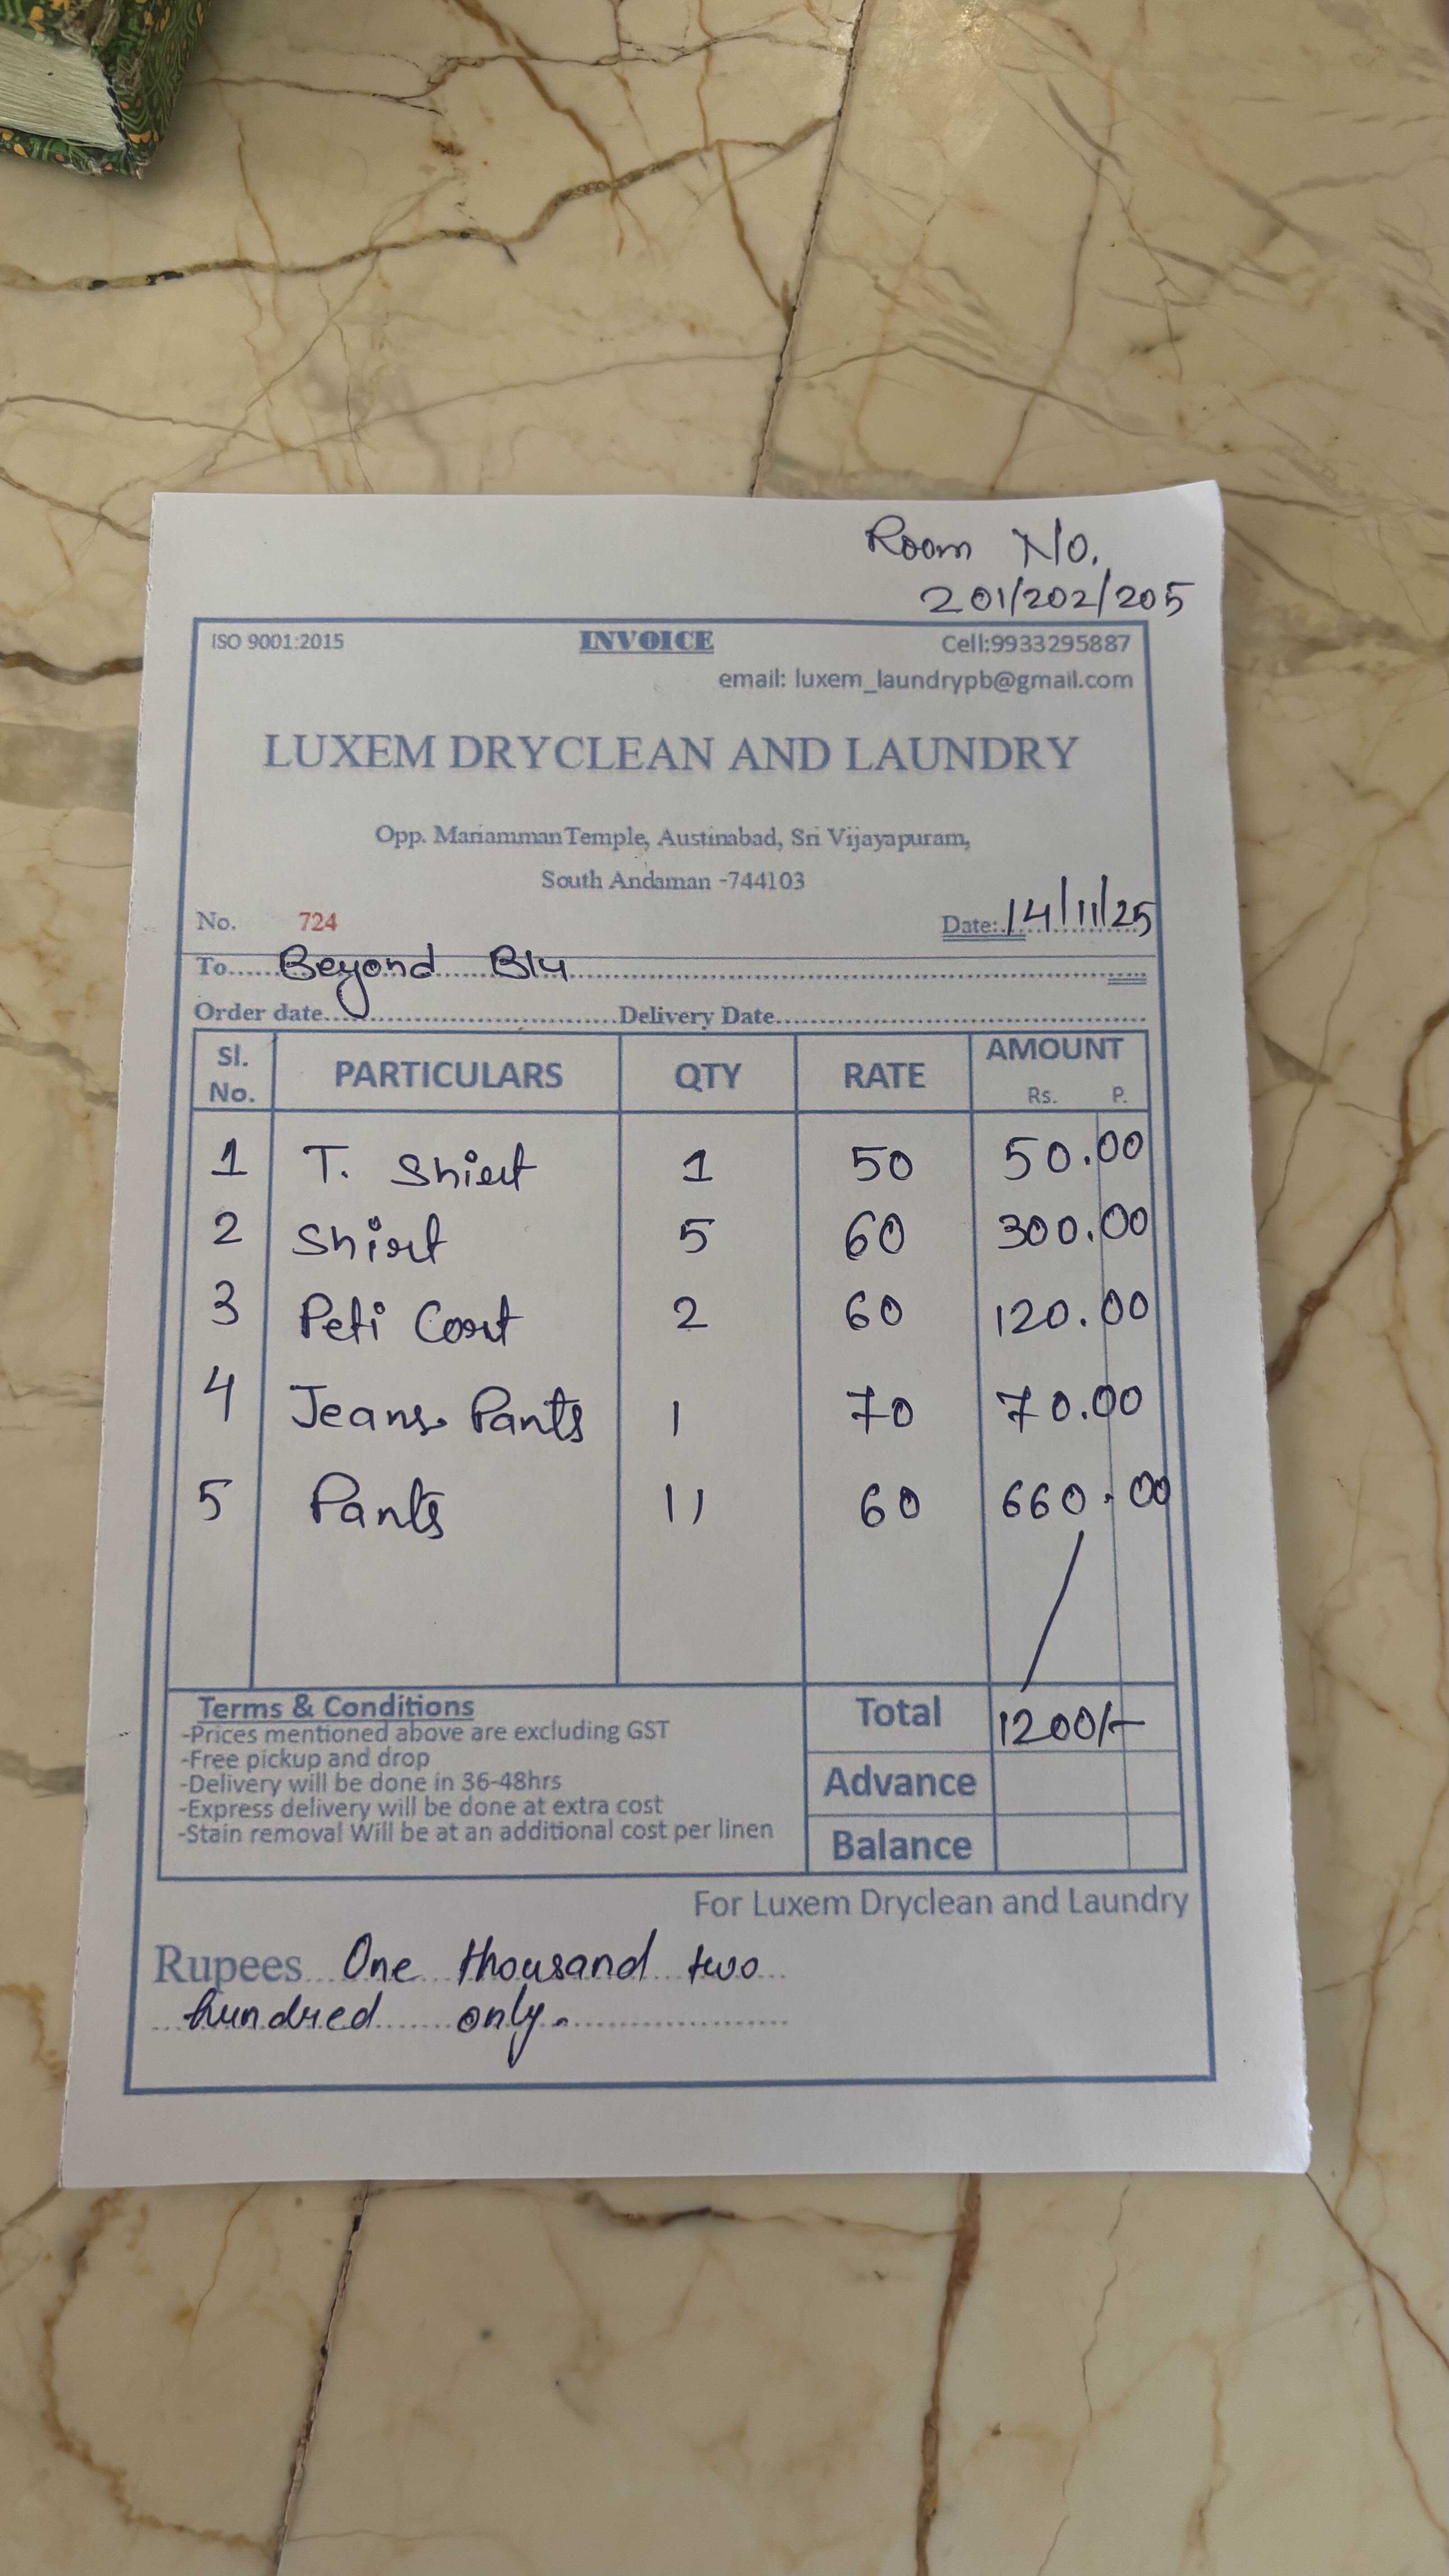 Room No.
201/202/205
ISO 9001:2015 INVOICE Cell:9933295887
email: luxem_laundrypb@gmail.com
LUXEM DRYCLEAN AND LAUNDRY
Opp. Mariamman Temple, Austinabad, Sri Vijayapuram,
South Andaman -744103
No. 724 Date: 14/11/25
To Beyond Blu
Order date Delivery Date
Sl. No. PARTICULARS QTY RATE AMOUNT
Rs. P.
1 T. Shirt 1 50 50.00
2 Shirt 5 60 300.00
3 Peti Coat 2 60 120.00
4 Jeans Pants 1 70 70.00
5 Pants 11 60 660.00
Terms & Conditions
-Prices mentioned above are excluding GST
-Free pickup and drop
-Delivery will be done in 36-48hrs
-Express delivery will be done at extra cost
-Stain removal Will be at an additional cost per linen
Total 1200/-
Advance
Balance
For Luxem Dryclean and Laundry
Rupees One thousand two
hundred only.